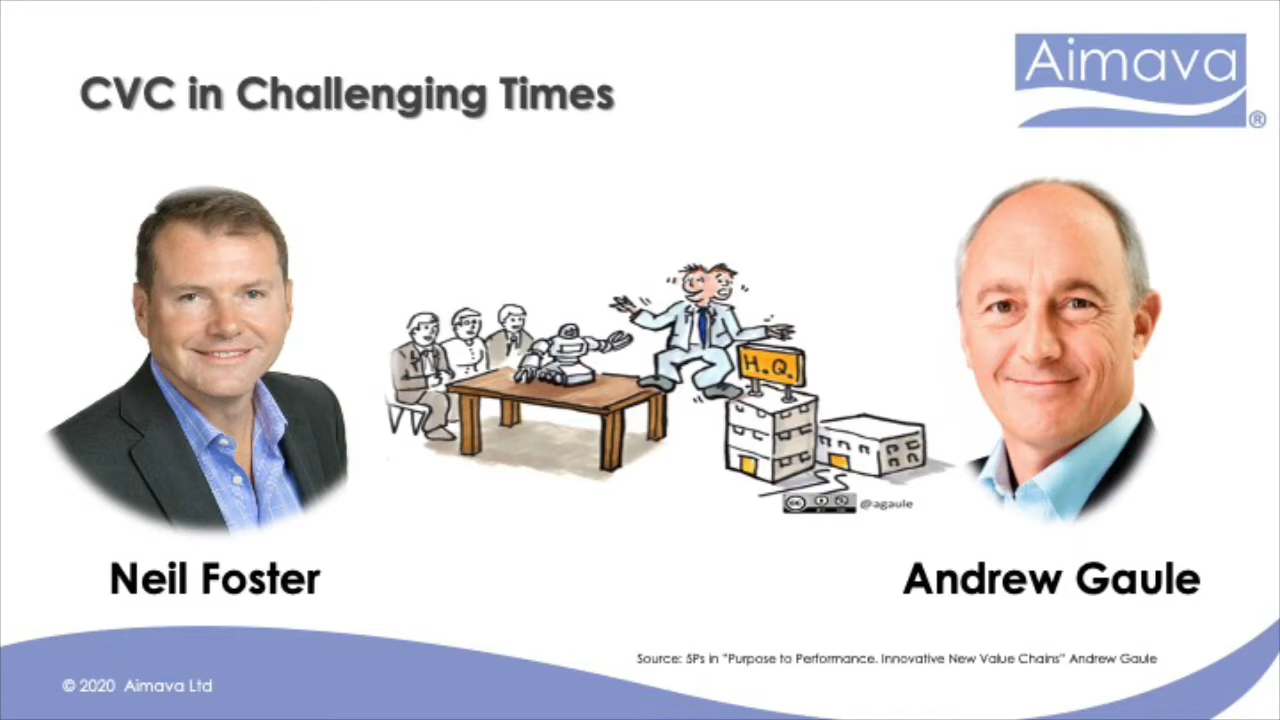 CVC in Challenging Times
Aimava
®
H.Q.
@agaule
Neil Foster
Andrew Gaule
Source: 5Ps in "Purpose to Performance. Innovative New Value Chains" Andrew Gaule
© 2020 Aimava Ltd